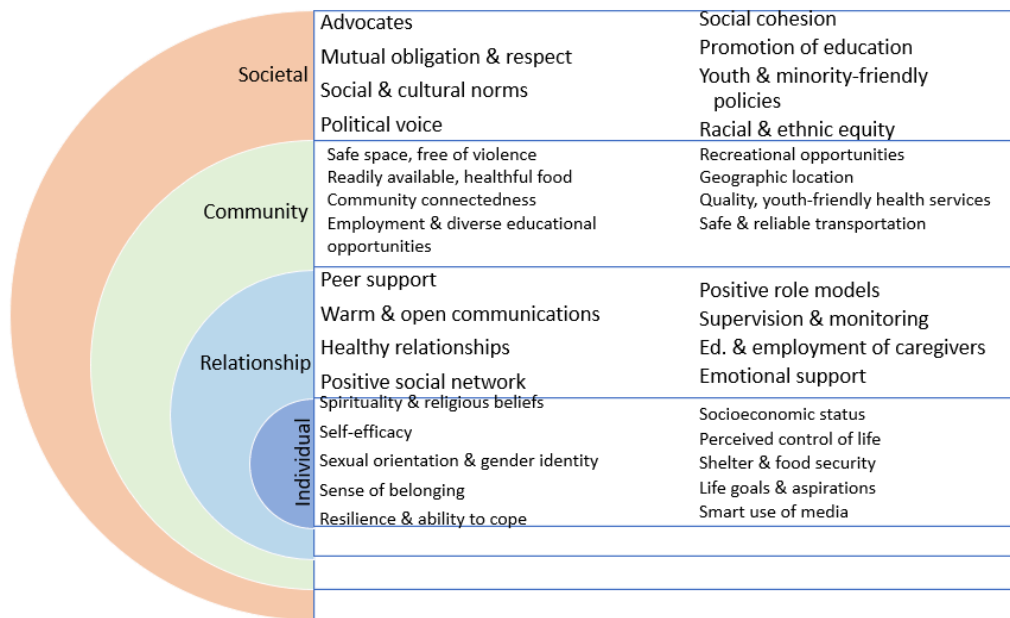 Societal
Advocates
Mutual obligation & respect
Social & cultural norms
Political voice
Social cohesion
Promotion of education
Youth & minority-friendly
policies
Racial & ethnic equity
Community
Safe space, free of violence
Readily available, healthful food
Community connectedness
Employment & diverse educational
opportunities
Recreational opportunities
Geographic location
Quality, youth-friendly health services
Safe & reliable transportation
Relationship
Peer support
Warm & open communications
Healthy relationships
Positive social network
Positive role models
Supervision & monitoring
Ed. & employment of caregivers
Emotional support
Individual
Spirituality & religious beliefs
Self-efficacy
Sexual orientation & gender identity
Sense of belonging
Resilience & ability to cope
Socioeconomic status
Perceived control of life
Shelter & food security
Life goals & aspirations
Smart use of media